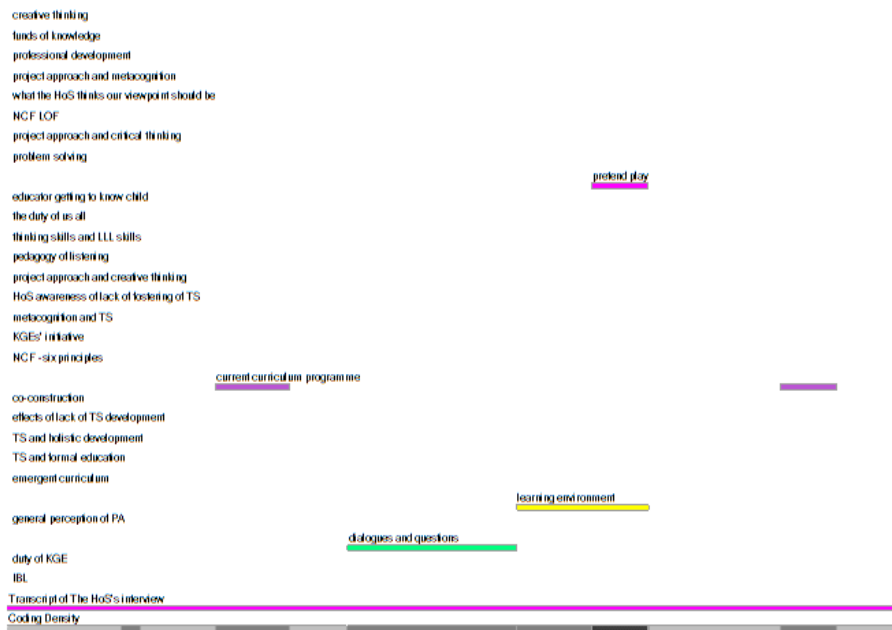 creative thinking
funds of knowledge
professional development
project approach and metacognition
what the HoS thinks our viewpoint should be
NCF LOF
project approach and critical thinking
problem solving
pretend play
educator getting to know child
the duty of us all
thinking skills and LLL skills
pedagogy of listening
project approach and creative thinking
HoS awareness of lack of fostering of TS
metacognition and TS
KGEs' initiative
NCF -six principles
current curriculum programme
co-construction
effects of lack of TS development
TS and holistic development
TS and formal education
emergent curriculum
learning environment
general perception of PA
dialogues and questions
duty of KGE
IBL
Transcript of The HoS's interview
Coding Density